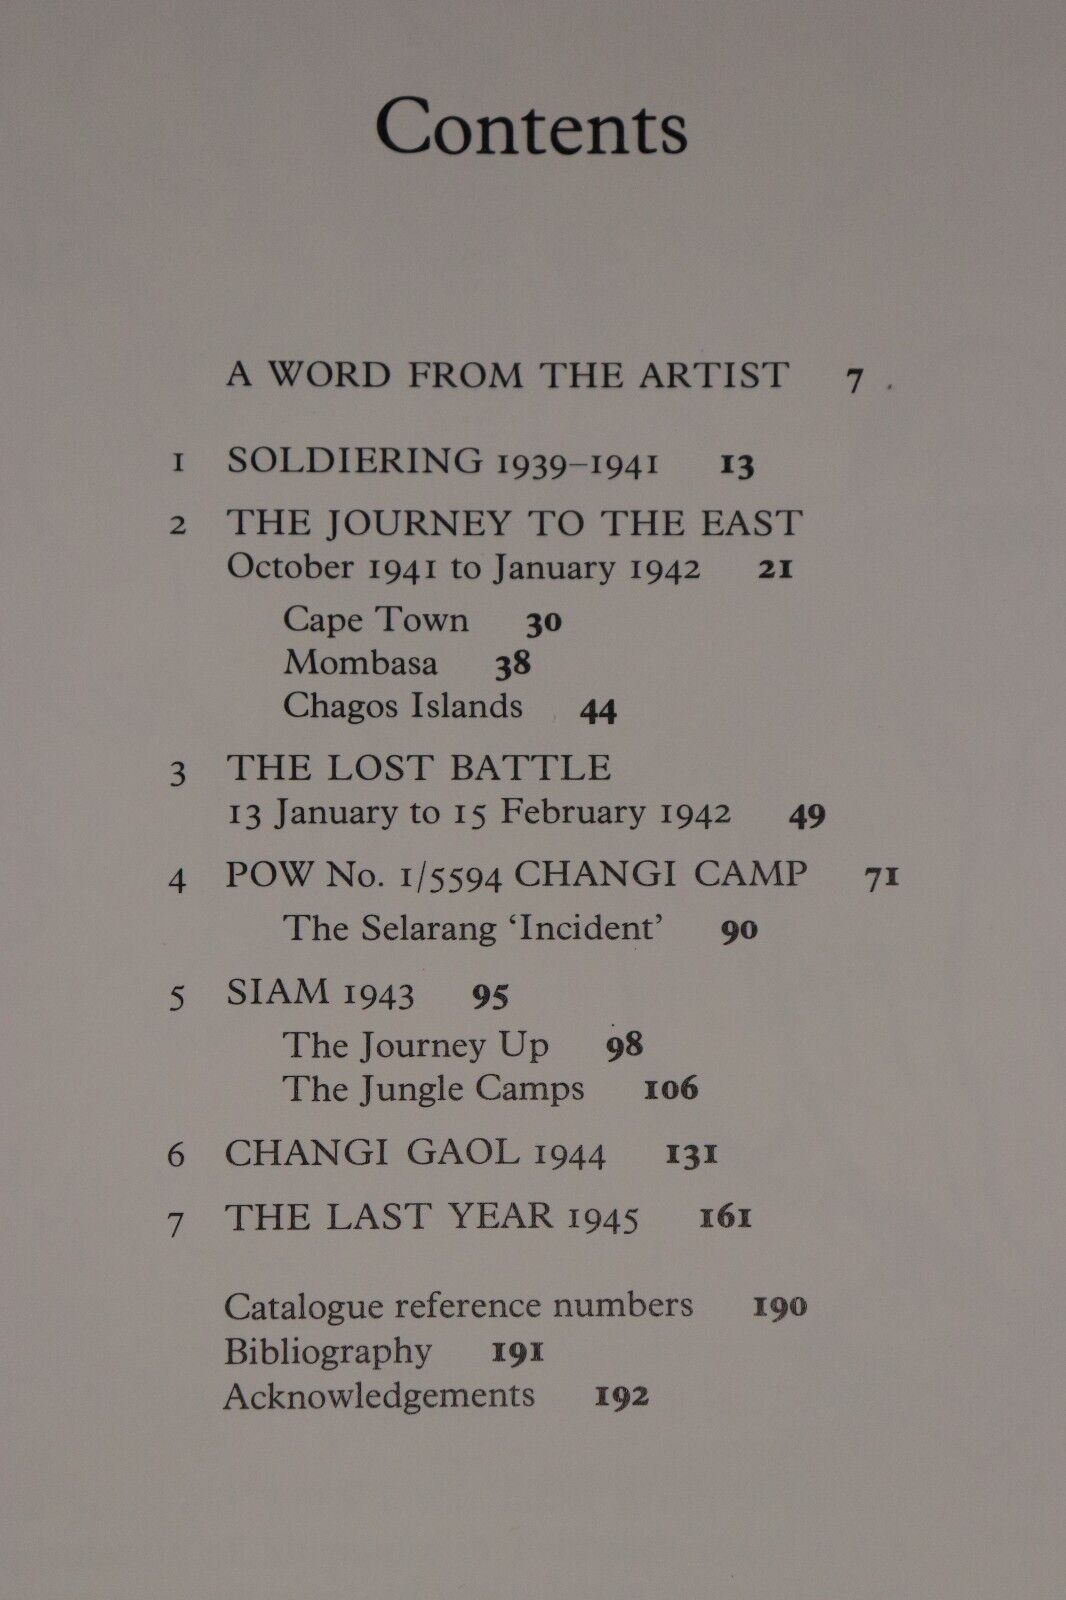 Contents
A WORD FROM THE ARTIST 7
1 SOLDIERING 1939–1941 13
2 THE JOURNEY TO THE EAST
October 1941 to January 1942 21
Cape Town 30
Mombasa 38
Chagos Islands 44
3 THE LOST BATTLE
13 January to 15 February 1942 49
4 POW No. 1/5594 CHANGI CAMP 71
The Selarang ‘Incident’ 90
5 SIAM 1943 95
The Journey Up 98
The Jungle Camps 106
6 CHANGI GAOL 1944 131
7 THE LAST YEAR 1945 161
Catalogue reference numbers 190
Bibliography 191
Acknowledgements 192